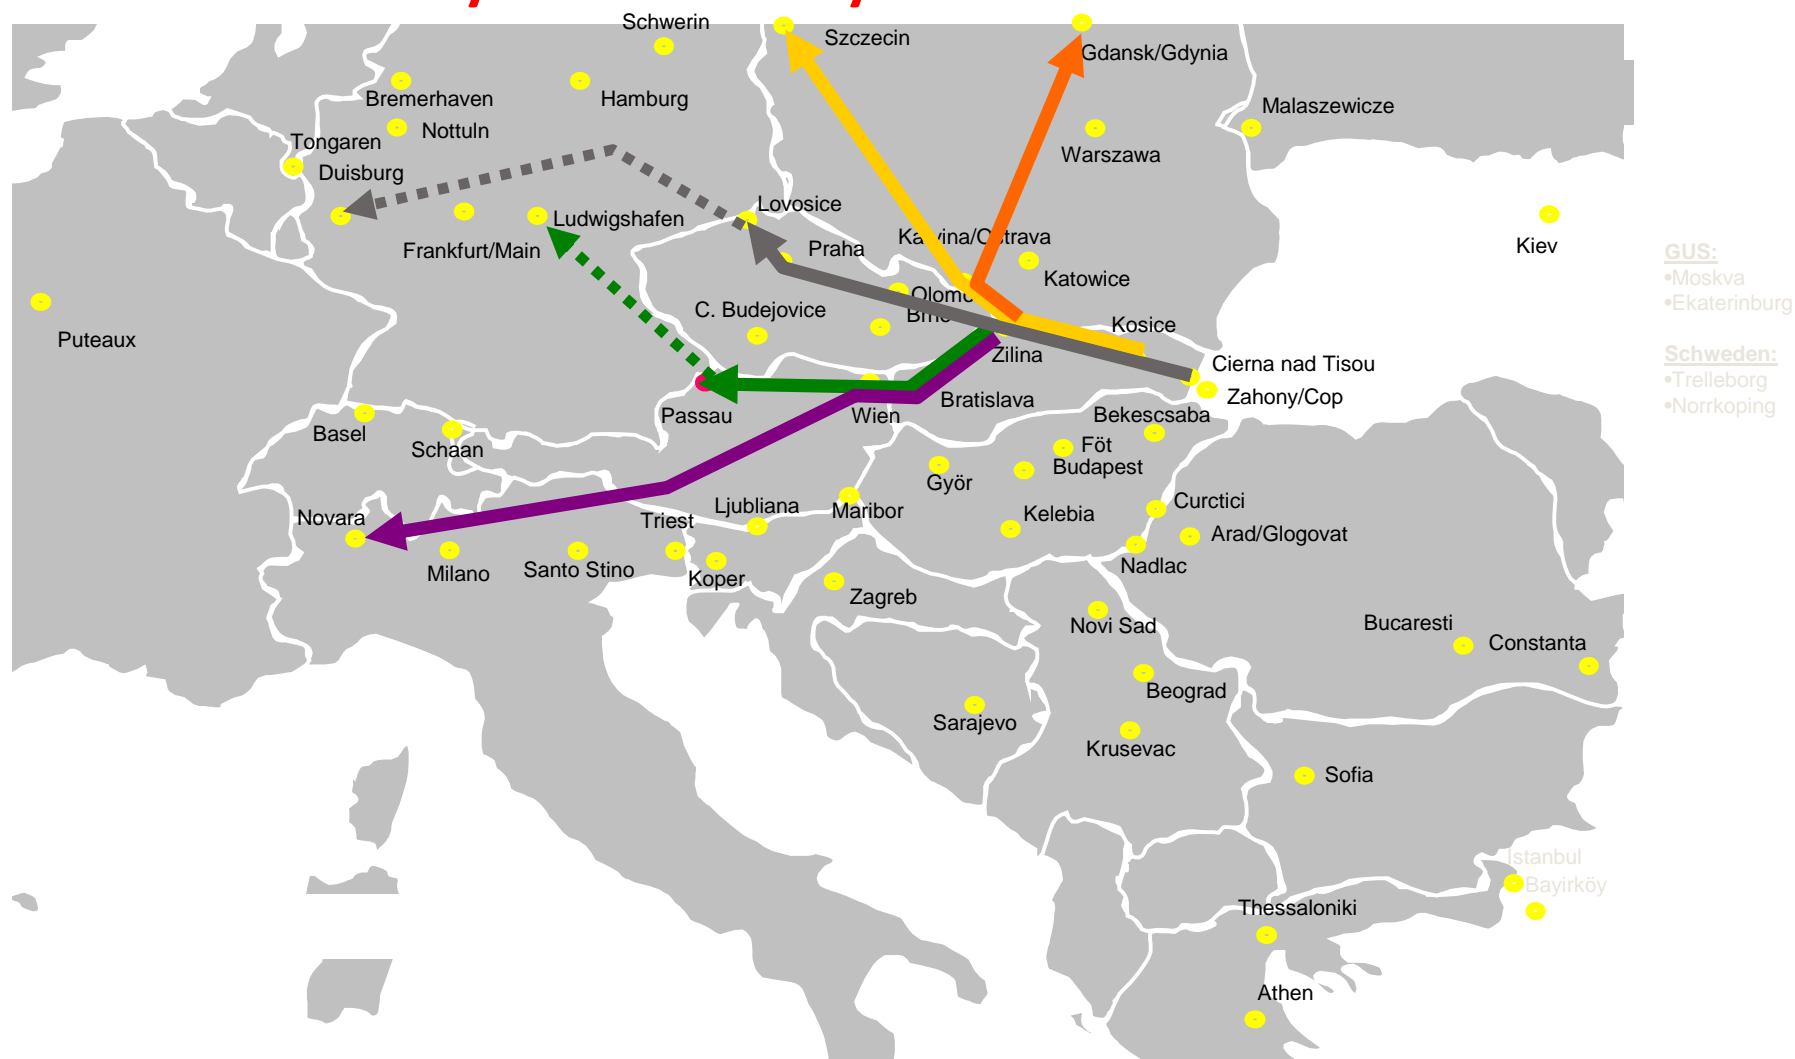 Schwerin
Szczecin
Gdansk/Gdynia
Bremerhaven
Hamburg
Malaszewicze
Nottuln
Tongaren
Warszawa
Duisburg
Lovosice
Ludwigshafen
Frankfurt/Main
Praha
Katowice
Kiev
GUS:
•Moskva
•Ekaterinburg
C. Budejovice
Kosice
Puteaux
Zilina
Cierna nad Tisou
Schweden:
•Trelleborg
•Norrkoping
Zahony/Cop
Passau
Wien
Bratislava
Bekescsaba
Basel
Schaan
Föt
Budapest
Györ
Novara
Triest
Ljubliana
Maribor
Curctici
Kelebia
Arad/Glogovat
Milano
Santo Stino
Koper
Nadlac
Zagreb
Novi Sad
Bucaresti
Constanta
Beograd
Sarajevo
Krusevac
Sofia
Istanbul
Bayirköy
Thessaloniki
Athen